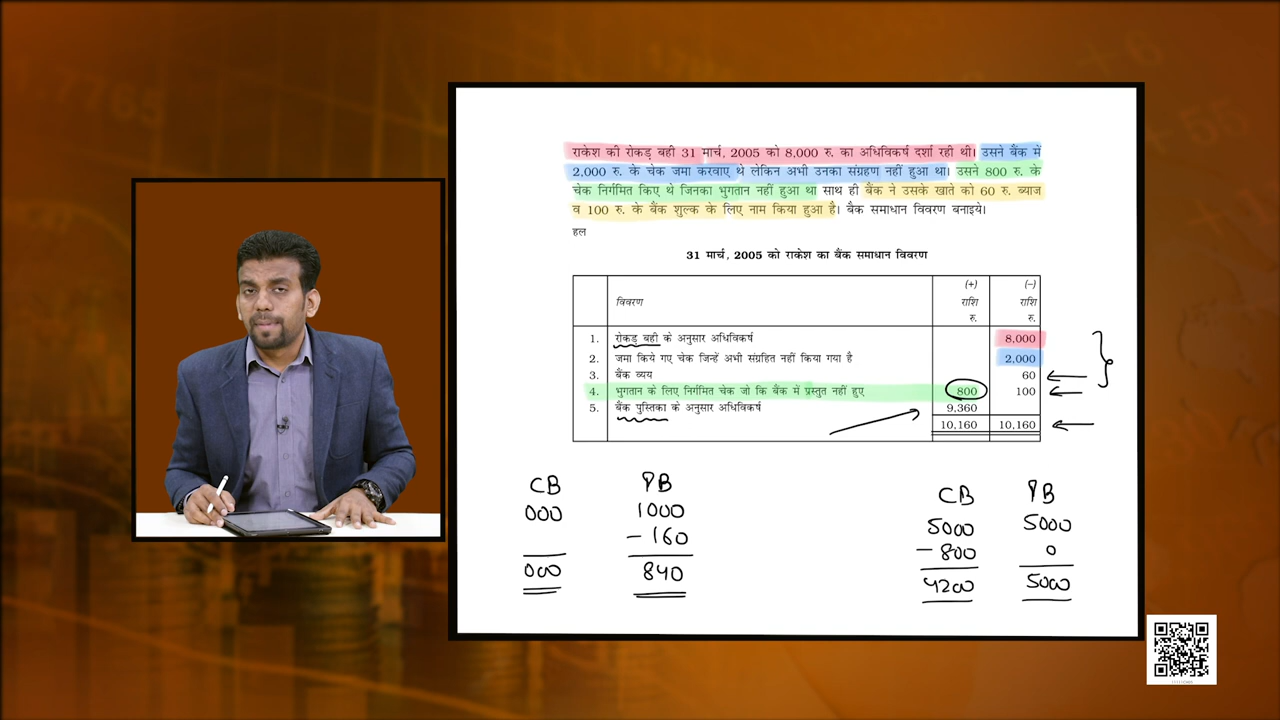 राकेश की रोकड़ बही 31 मार्च, 2005 को 8,000 रु. का अधिविकर्ष दर्शा रही थी। उसने बैंक में
2,000 रु. के चेक जमा करवाए थे लेकिन अभी उनका संग्रहण नहीं हुआ था। उसने 800 रु. के
चेक निर्गमित किए थे जिनका भुगतान नहीं हुआ था साथ ही बैंक ने उसके खाते को 60 रु. ब्याज
व 100 रु. के बैंक शुल्क के लिए नाम किया हुआ है। बैक समाधान विवरण बनाइये।
हल
31 मार्च, 2005 को राकेश का बैंक समाधान विवरण
(+) (–)
विवरण राशि राशि
रु. रु.
1. रोकड़ बही के अनुसार अधिविकर्ष 8,000
2. जमा किये गए चेक जिन्हें अभी संग्रहित नहीं किया गया है 2,000
3. बैंक व्यय 60
4. भुगतान के लिए निर्गमित चेक जो कि बैंक में प्रस्तुत नहीं हुए 800 100
5. बैंक पुस्तिका के अनुसार अधिविकर्ष 9,360
10,160 10,160
CB PB CB PB
000 1000 5000 5000
-160 -800 0
000 840 4200 5000